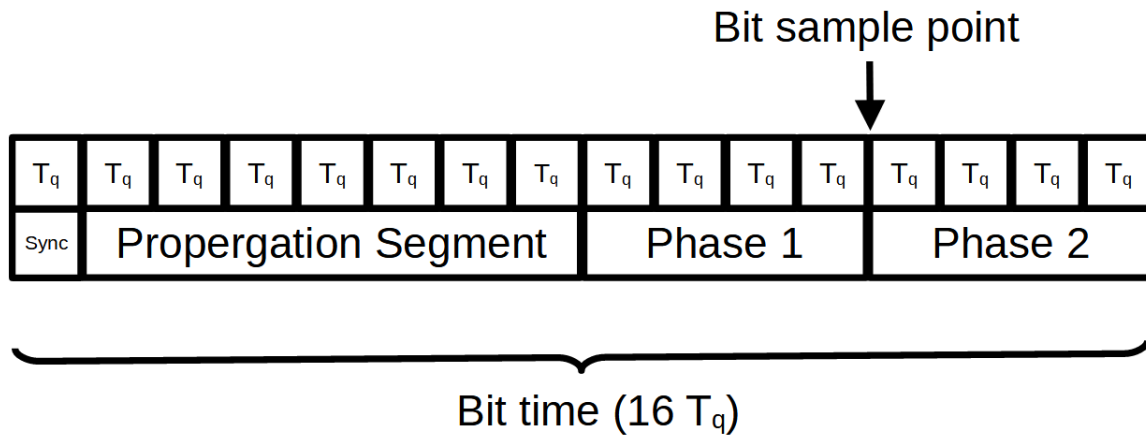 Bit sample point
Tq Tq Tq Tq Tq Tq Tq Tq Tq Tq Tq Tq Tq Tq Tq Tq
Sync Propergation Segment Phase 1 Phase 2
Bit time (16 Tq)